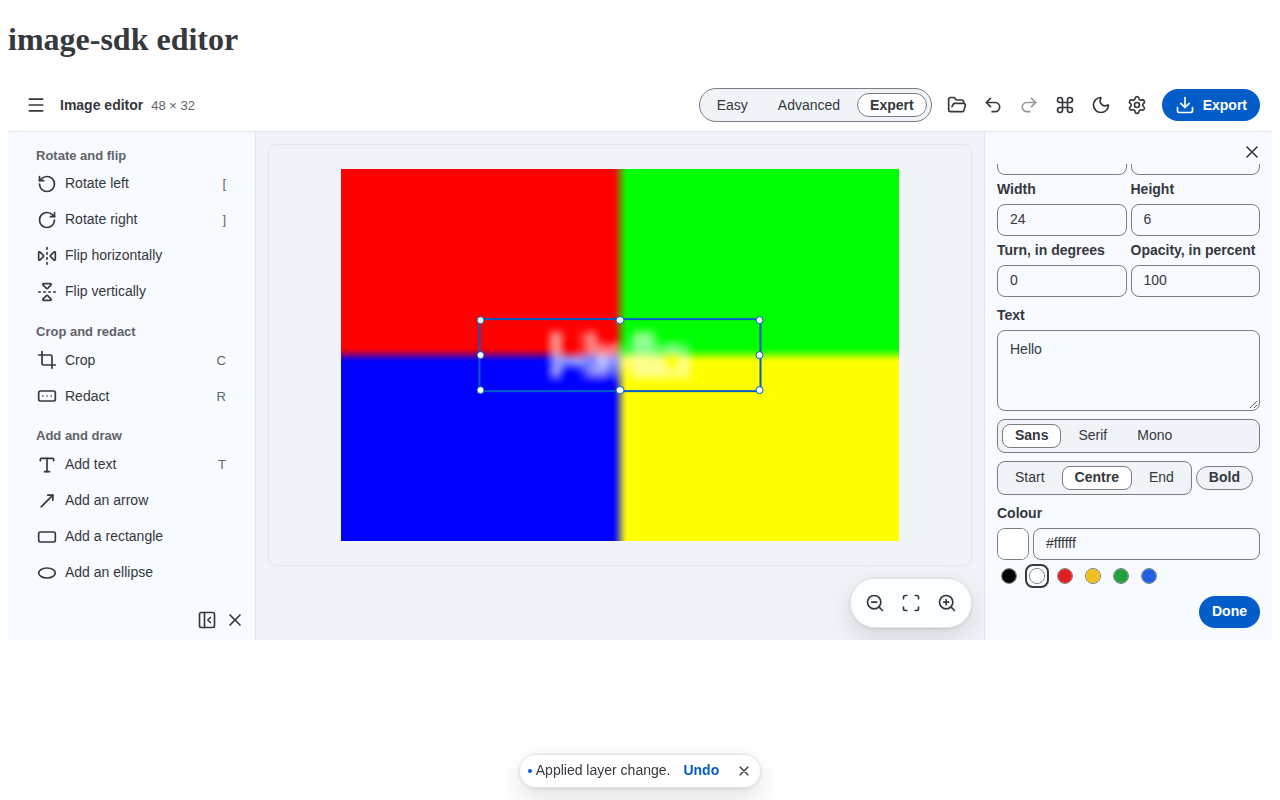 image-sdk editor
Image editor 48 × 32
Easy Advanced Expert
Export
Rotate and flip
Rotate left [
Rotate right ]
Flip horizontally
Flip vertically
Crop and redact
Crop C
Redact R
Add and draw
Add text T
Add an arrow
Add a rectangle
Add an ellipse
Hello
Width Height
24 6
Turn, in degrees Opacity, in percent
0 100
Text
Hello
Sans Serif Mono
Start Centre End Bold
Colour
#ffffff
Done
Applied layer change. Undo